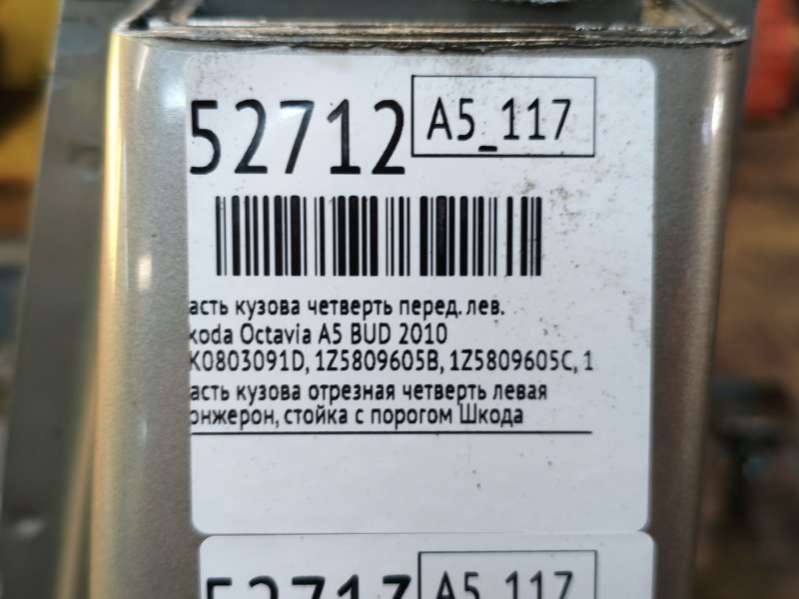 52712
A5_117
асть кузова четверть перед. лев.
koda Octavia A5 BUD 2010
K0803091D, 1Z5809605B, 1Z5809605C, 1
асть кузова отрезная четверть левая
онжерон, стойка с порогом Шкода
52713
A5_117